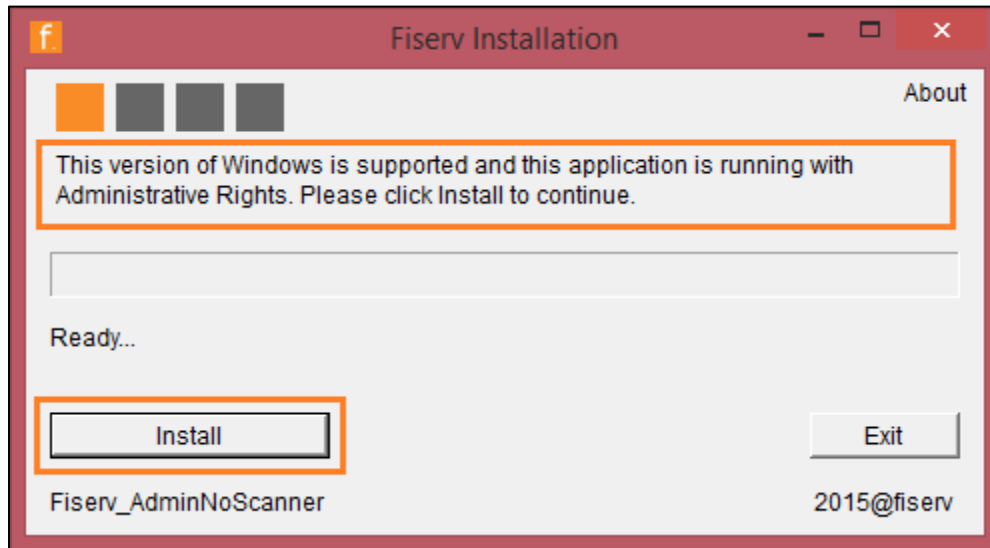 f.
Fiserv Installation
About
This version of Windows is supported and this application is running with
Administrative Rights. Please click Install to continue.
Ready...
Install
Exit
Fiserv_AdminNoScanner
2015@fiserv